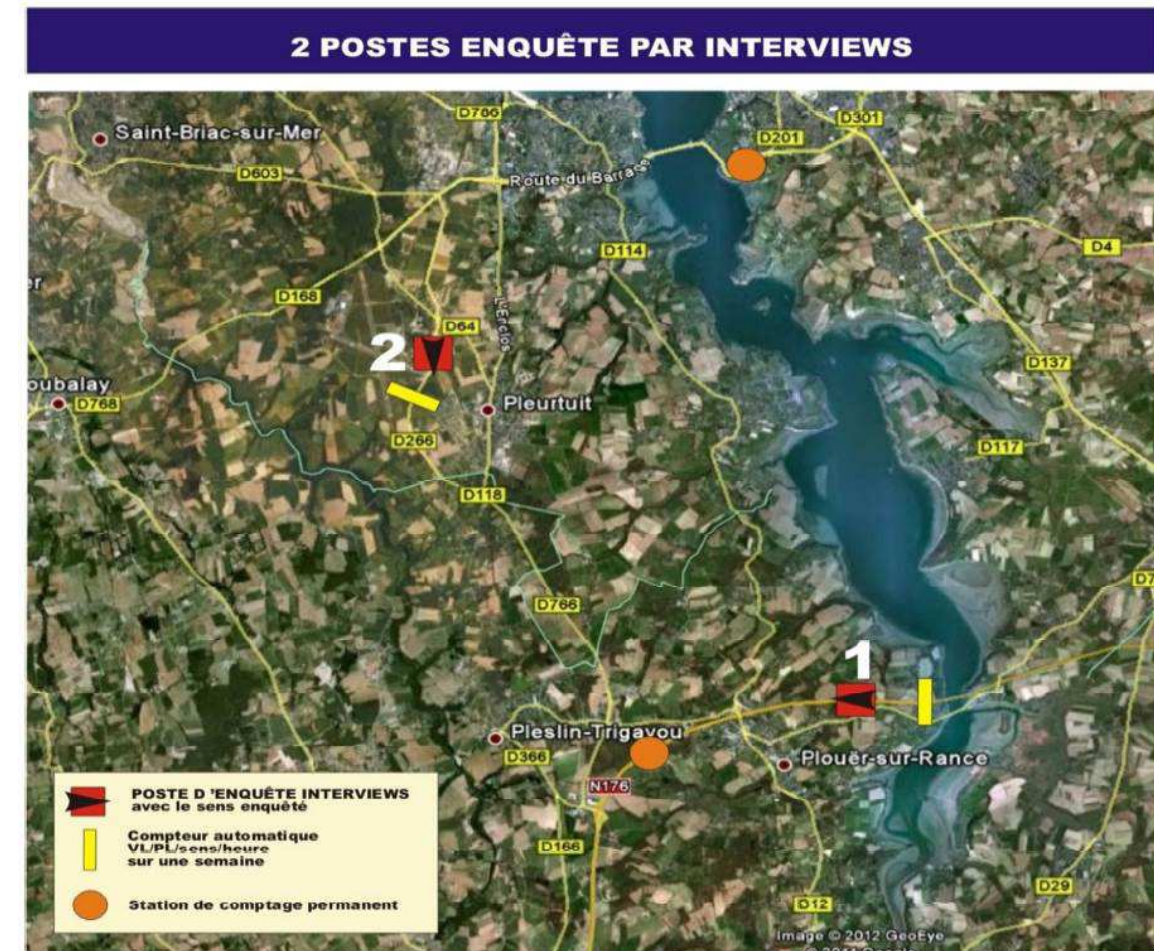 2 POSTES ENQUÊTE PAR INTERVIEWS
D786
D301
Saint-Briac-sur-Mer
D201
D603
Route du Barrage
D114
D4
er
D168
L'Erclos
D64
2
D137
oubalay
D768
Pleurtuit
D266
D117
D118
D7
D766
1
Pleslin-Trigavou
D366
Plouër-sur-Rance
N176
POSTE D 'ENQUÊTE INTERVIEWS
avec le sens enquêté
Compteur automatique
VL/PL/sens/heure
sur une semaine
D166
D29
Station de comptage permanent
D12
Image © 2012 GeoEye